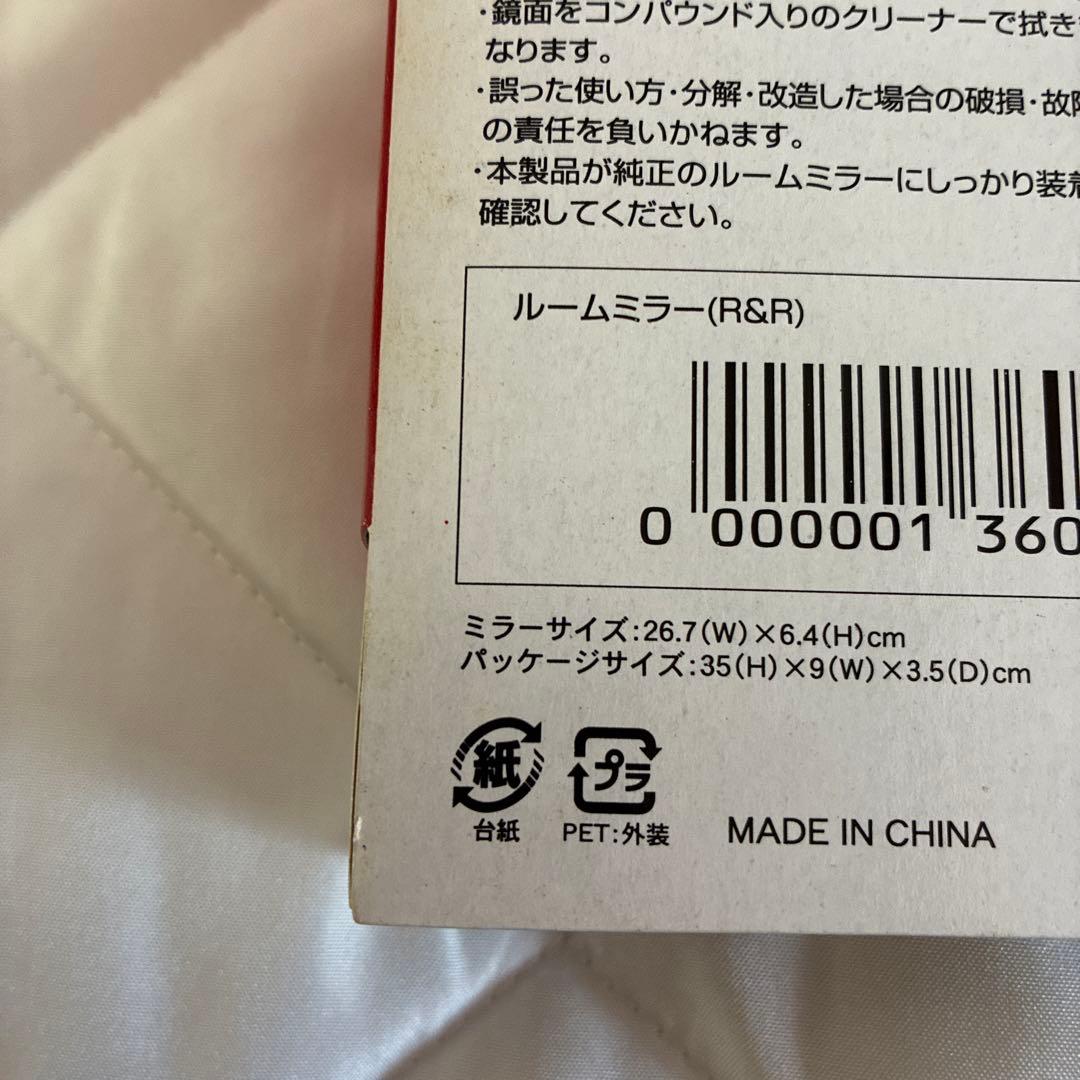 ・鏡面をコンパウンド入りのクリーナーで拭き
なります。
・誤った使い方・分解・改造した場合の破損・故
の責任を負いかねます。
・本製品が純正のルームミラーにしっかり装着
確認してください。
ルームミラー(R&R)
0 000001 360
ミラーサイズ:26.7(W)×6.4(H)cm
パッケージサイズ:35(H)×9(W)×3.5(D)cm
紙 プラ
台紙 PET:外装 MADE IN CHINA